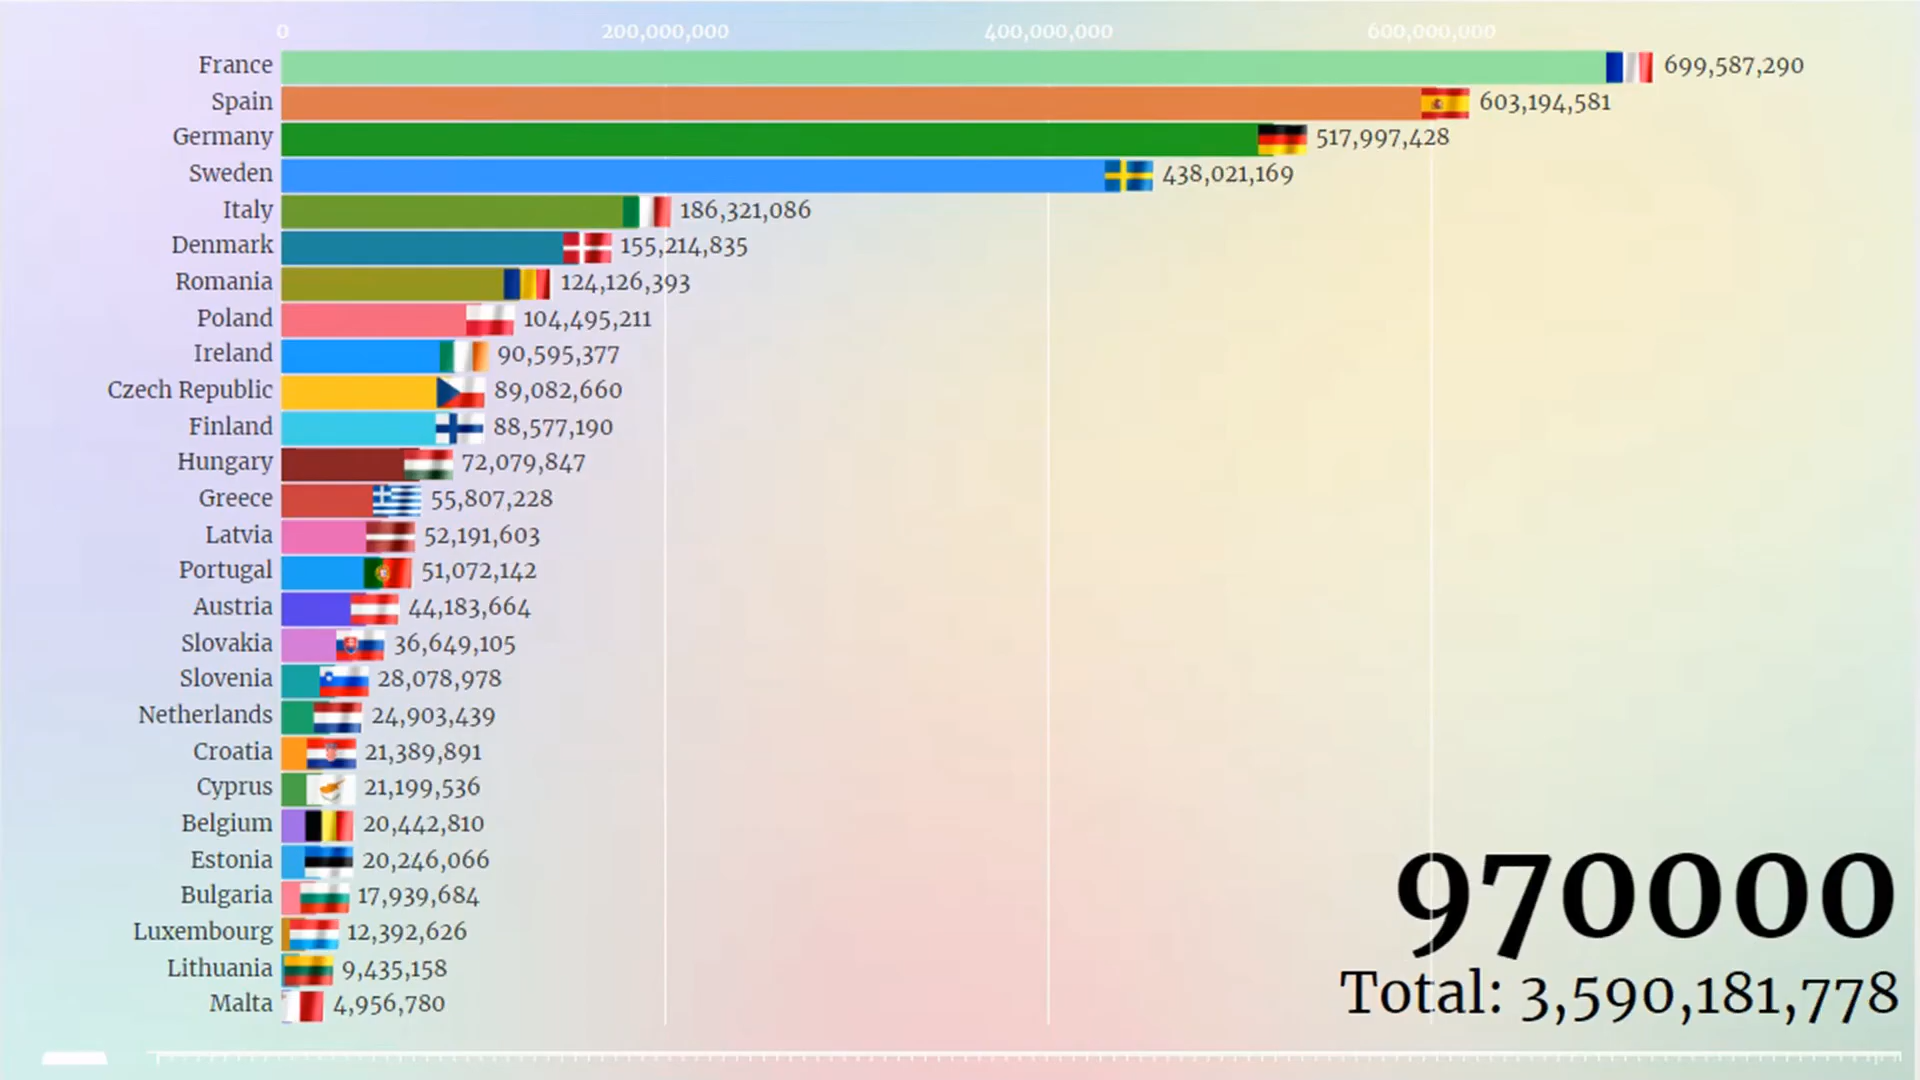 0 200,000,000 400,000,000 600,000,000
France 699,587,290
Spain 603,194,581
Germany 517,997,428
Sweden 438,021,169
Italy 186,321,086
Denmark 155,214,835
Romania 124,126,393
Poland 104,495,211
Ireland 90,595,377
Czech Republic 89,082,660
Finland 88,577,190
Hungary 72,079,847
Greece 55,807,228
Latvia 52,191,603
Portugal 51,072,142
Austria 44,183,664
Slovakia 36,649,105
Slovenia 28,078,978
Netherlands 24,903,439
Croatia 21,389,891
Cyprus 21,199,536
Belgium 20,442,810
Estonia 20,246,066
Bulgaria 17,939,684
Luxembourg 12,392,626
Lithuania 9,435,158
Malta 4,956,780
970000
Total: 3,590,181,778